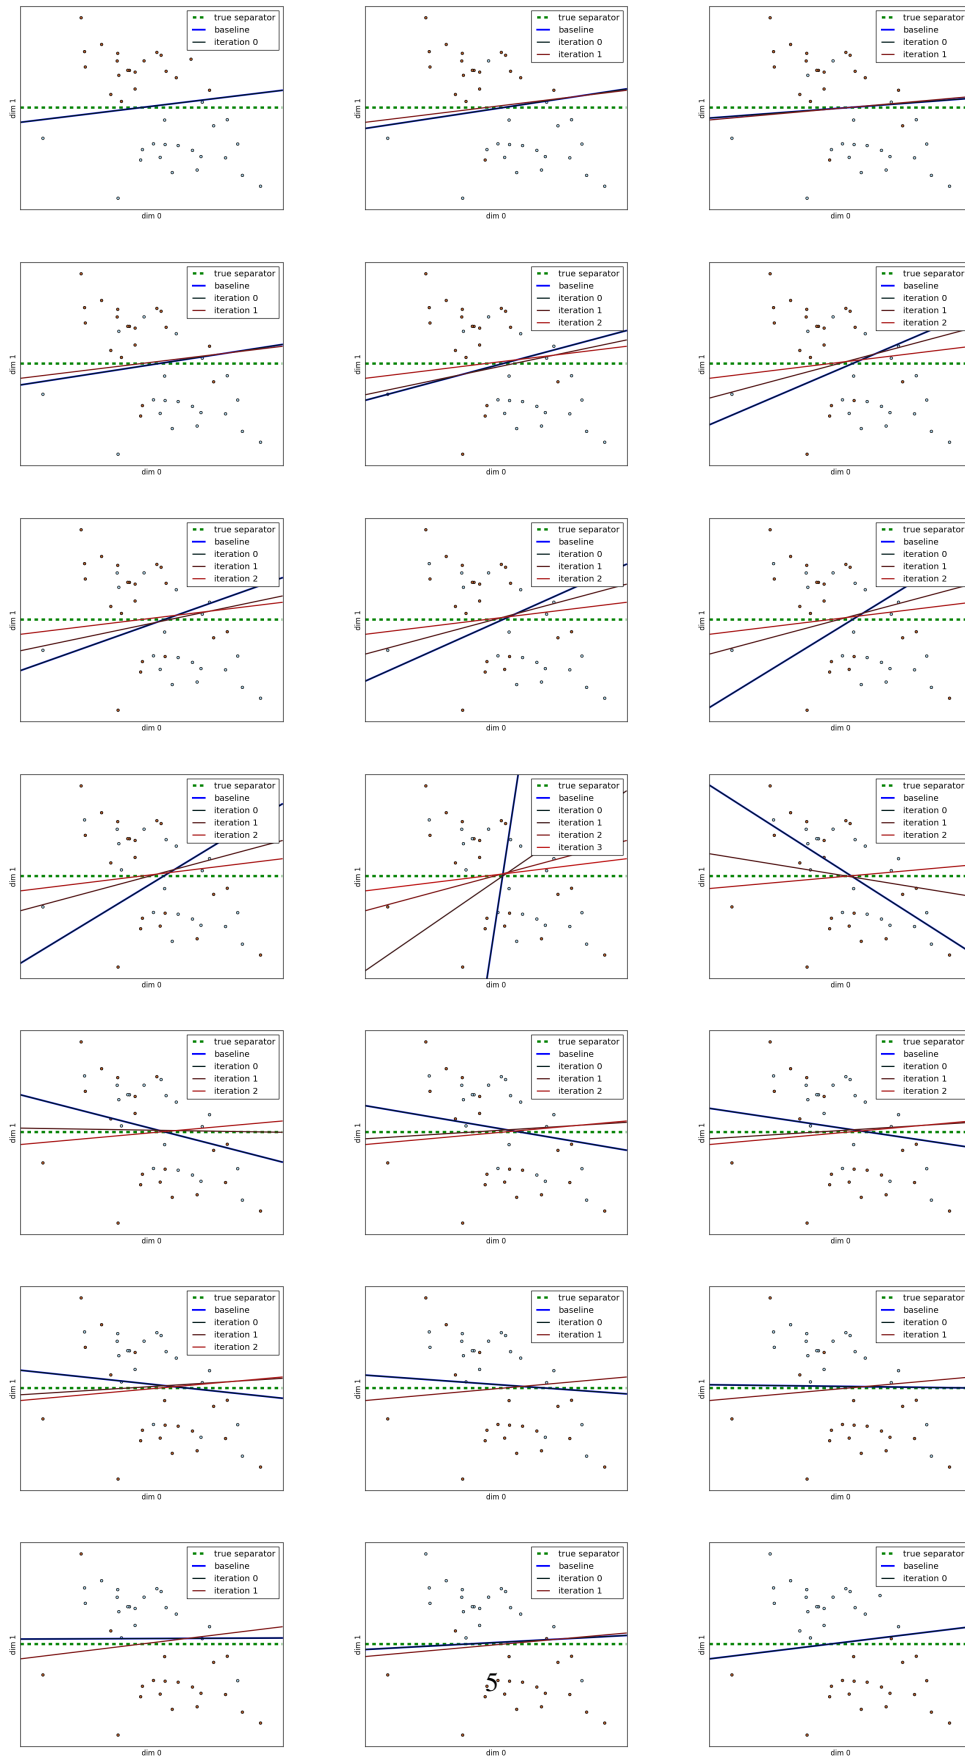 true separator
baseline
iteration 0
dim 1
dim 0
true separator
baseline
iteration 0
iteration 1
dim 1
dim 0
true separator
baseline
iteration 0
iteration 1
dim 1
dim 0
true separator
baseline
iteration 0
iteration 1
dim 1
dim 0
true separator
baseline
iteration 0
iteration 1
iteration 2
dim 1
dim 0
true separator
baseline
iteration 0
iteration 1
iteration 2
dim 1
dim 0
true separator
baseline
iteration 0
iteration 1
iteration 2
dim 1
dim 0
true separator
baseline
iteration 0
iteration 1
iteration 2
dim 1
dim 0
true separator
baseline
iteration 0
iteration 1
iteration 2
dim 1
dim 0
true separator
baseline
iteration 0
iteration 1
iteration 2
dim 1
dim 0
true separator
baseline
iteration 0
iteration 1
iteration 2
iteration 3
dim 1
dim 0
true separator
baseline
iteration 0
iteration 1
iteration 2
dim 1
dim 0
true separator
baseline
iteration 0
iteration 1
iteration 2
dim 1
dim 0
true separator
baseline
iteration 0
iteration 1
iteration 2
dim 1
dim 0
true separator
baseline
iteration 0
iteration 1
iteration 2
dim 1
dim 0
true separator
baseline
iteration 0
iteration 1
iteration 2
dim 1
dim 0
true separator
baseline
iteration 0
iteration 1
dim 1
dim 0
true separator
baseline
iteration 0
iteration 1
dim 1
dim 0
true separator
baseline
iteration 0
iteration 1
dim 1
dim 0
true separator
baseline
iteration 0
iteration 1
dim 1
5
dim 0
true separator
baseline
iteration 0
dim 1
dim 0